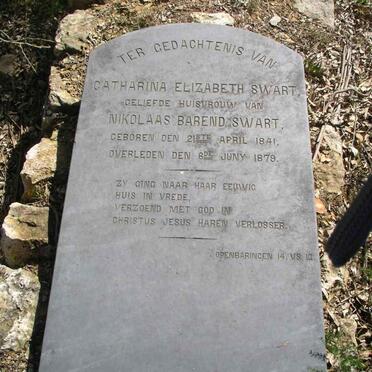 TER GEDACHTENIS VAN
CATHARINA ELIZABETH SWART,
GELIEFDE HUISVROUW VAN
NIKOLAAS BAREND SWART,
GEBOREN DEN 21STE APRIL 1841,
OVERLEDEN DEN 6DE JUNY 1879.
ZY GING NAAR HAAR EEUWIG
HUIS IN VREDE,
VERZOEND MET GOD IN
CHRISTUS JESUS HAREN VERLOSSER.
OPENBARINGEN 14, VS 13